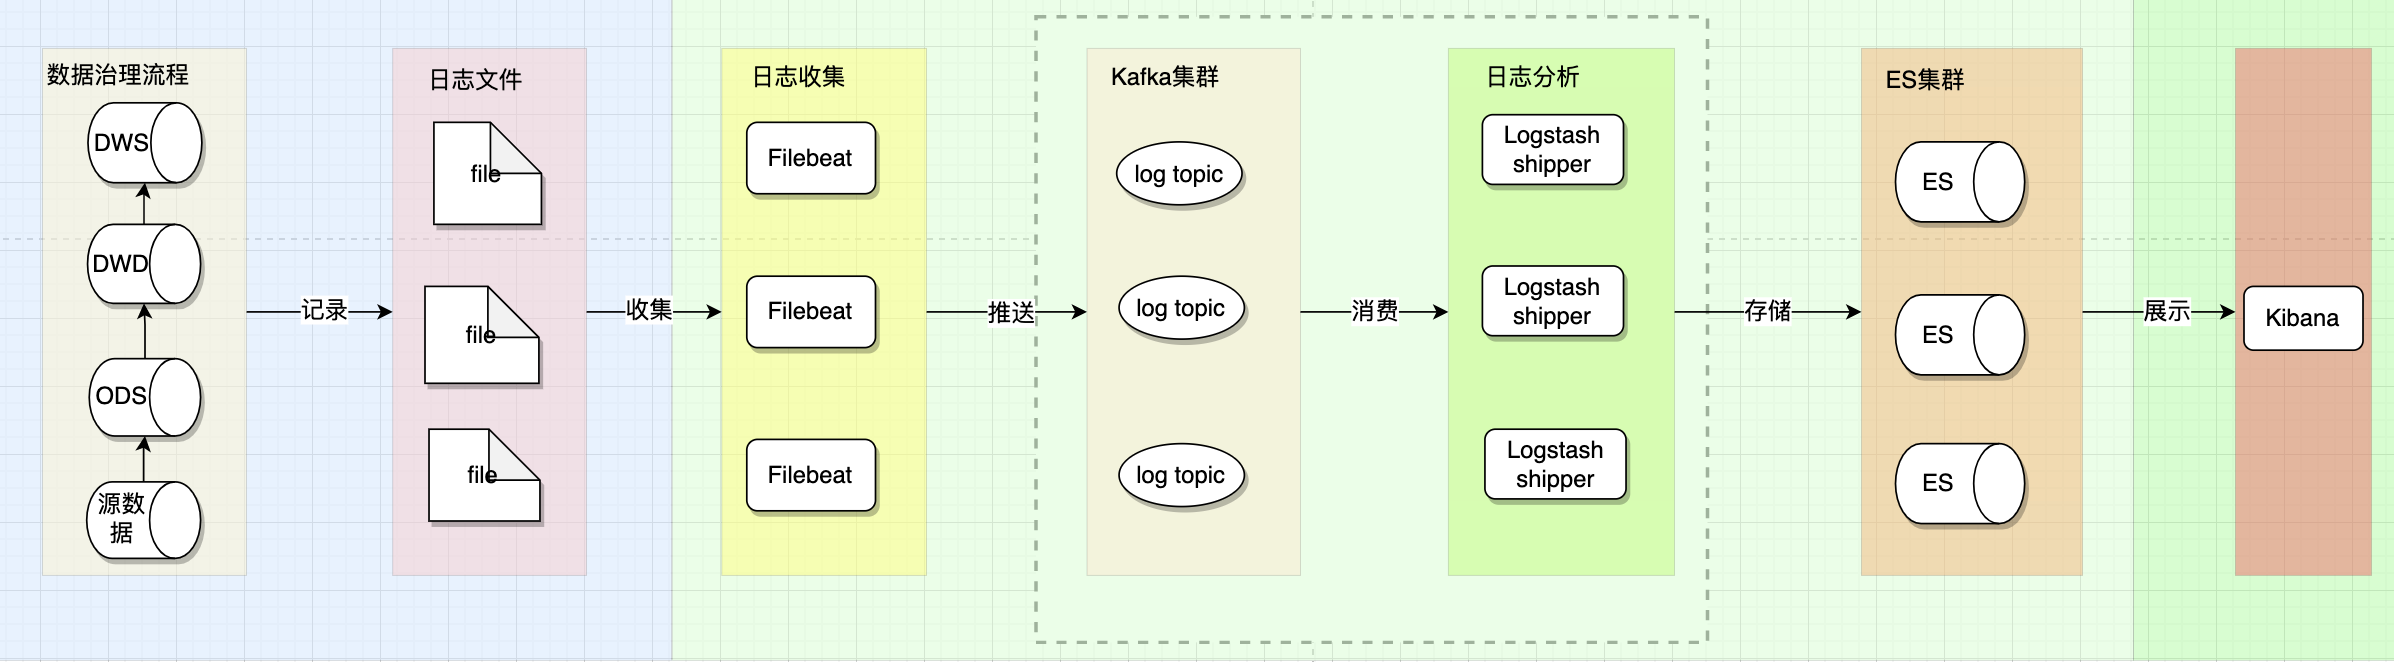 数据治理流程
DWS
DWD
ODS
源数
据
记录
日志文件
file
file
file
收集
日志收集
Filebeat
Filebeat
Filebeat
推送
Kafka集群
log topic
log topic
log topic
消费
日志分析
Logstash
shipper
Logstash
shipper
Logstash
shipper
存储
ES集群
ES
ES
ES
展示
Kibana